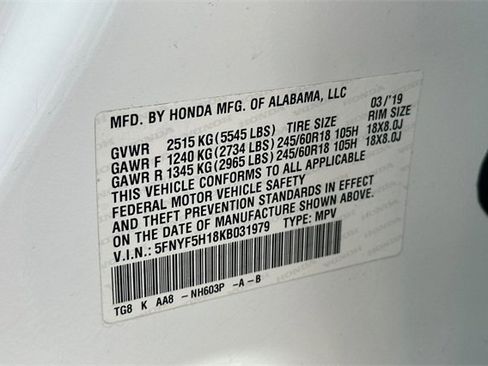 MFD. BY HONDA MFG. OF ALABAMA, LLC 03/'19
GVWR 2515 KG (5545 LBS) TIRE SIZE RIM SIZE
GAWR F 1240 KG (2734 LBS) 245/60R18 105H 18X8.0J
GAWR R 1345 KG (2965 LBS) 245/60R18 105H 18X8.0J
THIS VEHICLE CONFORMS TO ALL APPLICABLE
FEDERAL MOTOR VEHICLE SAFETY
AND THEFT PREVENTION STANDARDS IN EFFECT
ON THE DATE OF MANUFACTURE SHOWN ABOVE.
V.I.N.: 5FNYF5H18KB031979 TYPE: MPV
TG8 K AA8 -NH603P -A -B